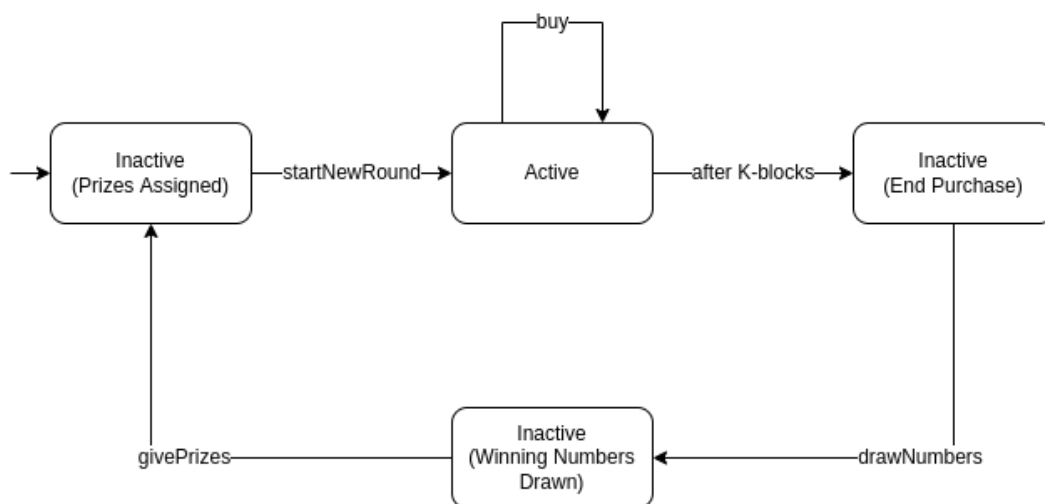 buy
Inactive
(Prizes Assigned)
startNewRound
Active
after K-blocks
Inactive
(End Purchase)
givePrizes
Inactive
(Winning Numbers
Drawn)
drawNumbers